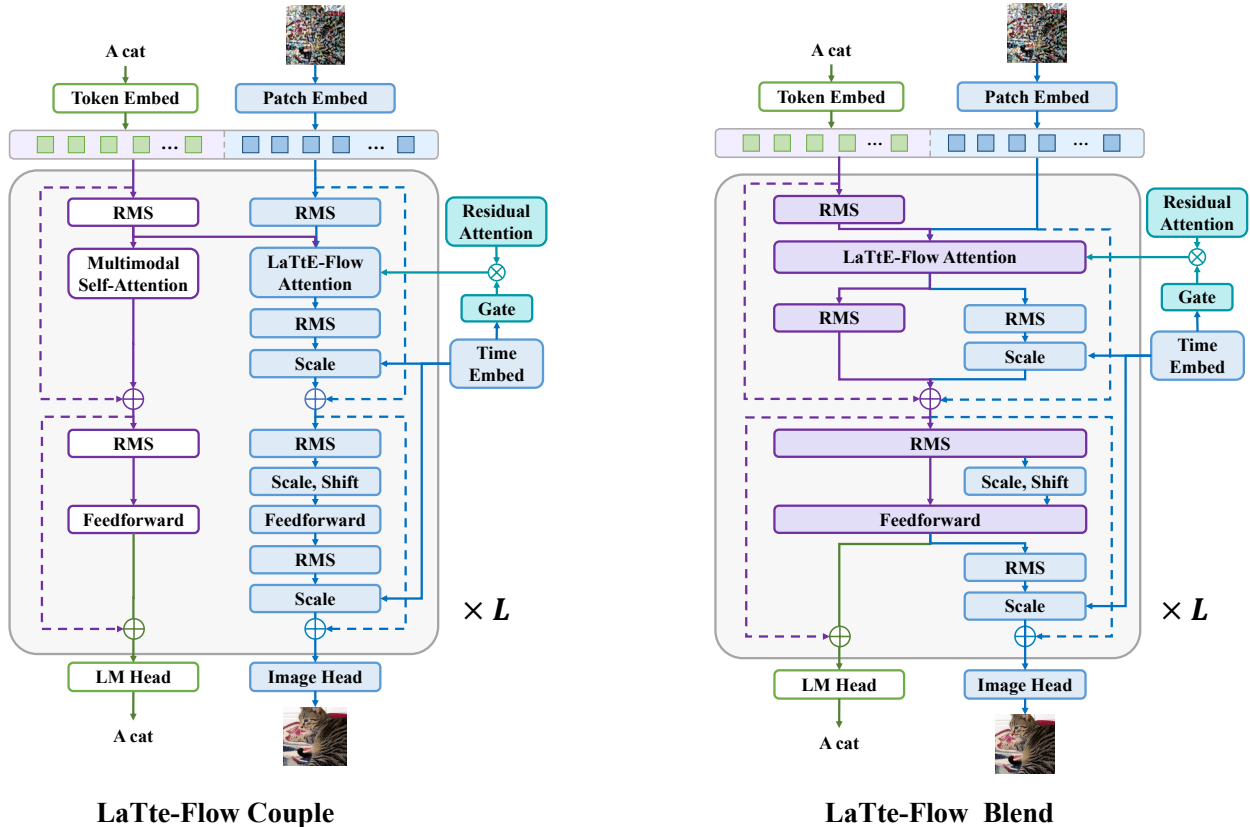 A cat
Token Embed
Patch Embed
...
...
RMS
RMS
Multimodal
Self-Attention
LaTtE-Flow
Attention
RMS
Scale
RMS
Feedforward
RMS
Scale, Shift
Feedforward
RMS
Scale
Residual
Attention
Gate
Time
Embed
× L
LM Head
Image Head
A cat
LaTte-Flow Couple
A cat
Token Embed
Patch Embed
...
...
RMS
LaTtE-Flow Attention
RMS
RMS
Scale
RMS
Scale, Shift
Feedforward
RMS
Scale
Residual
Attention
Gate
Time
Embed
× L
LM Head
Image Head
A cat
LaTte-Flow Blend